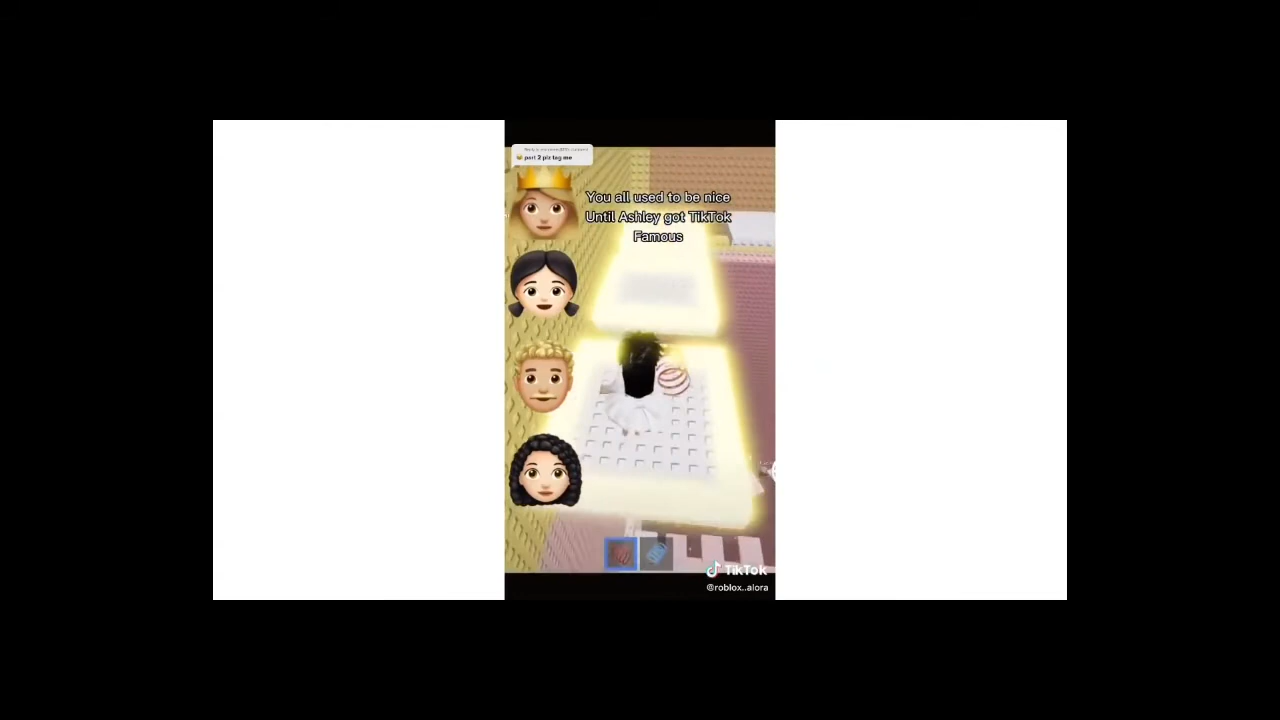 part 2 plz tag me
You all used to be nice
Until Ashley got TikTok
Famous
TikTok
@roblox..alora